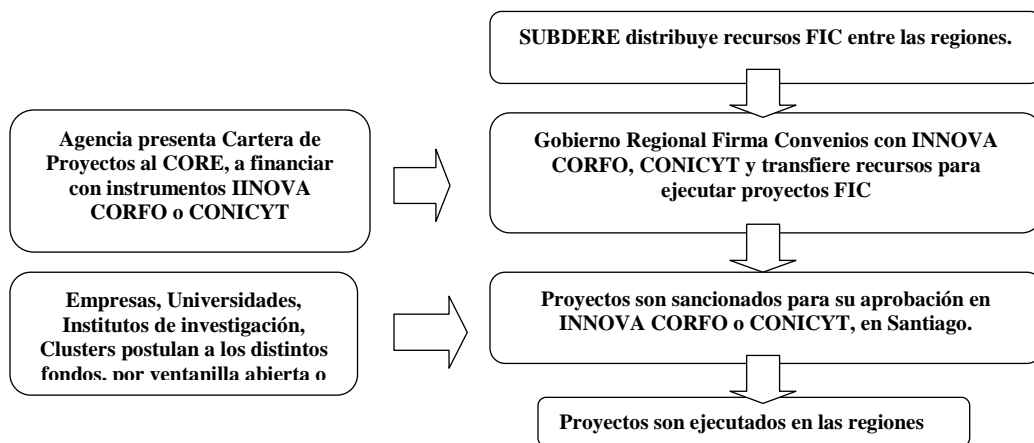 SUBDERE distribuye recursos FIC entre las regiones.
Agencia presenta Cartera de
Proyectos al CORE, a financiar
con instrumentos IINOVA
CORFO o CONICYT
Gobierno Regional Firma Convenios con INNOVA
CORFO, CONICYT y transfiere recursos para
ejecutar proyectos FIC
Empresas, Universidades,
Institutos de investigación,
Clusters postulan a los distintos
fondos, por ventanilla abierta o
Proyectos son sancionados para su aprobación en
INNOVA CORFO o CONICYT, en Santiago.
Proyectos son ejecutados en las regiones